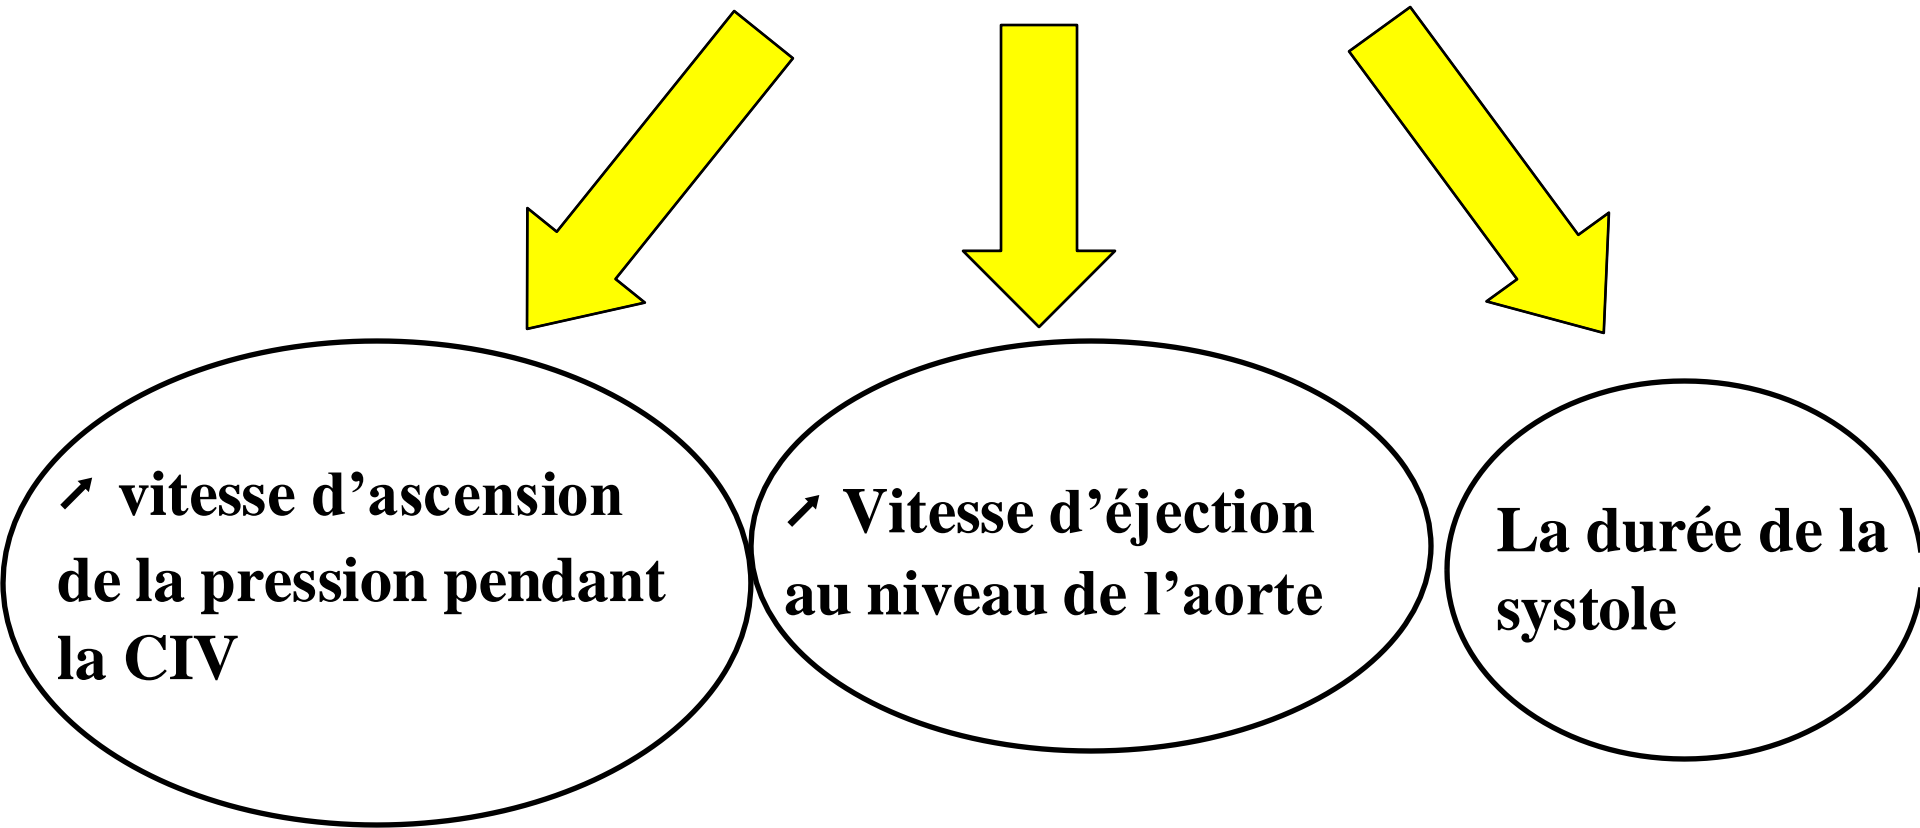 ➚ vitesse d’ascension
de la pression pendant
la CIV
➚ Vitesse d’éjection
au niveau de l’aorte
La durée de la
systole